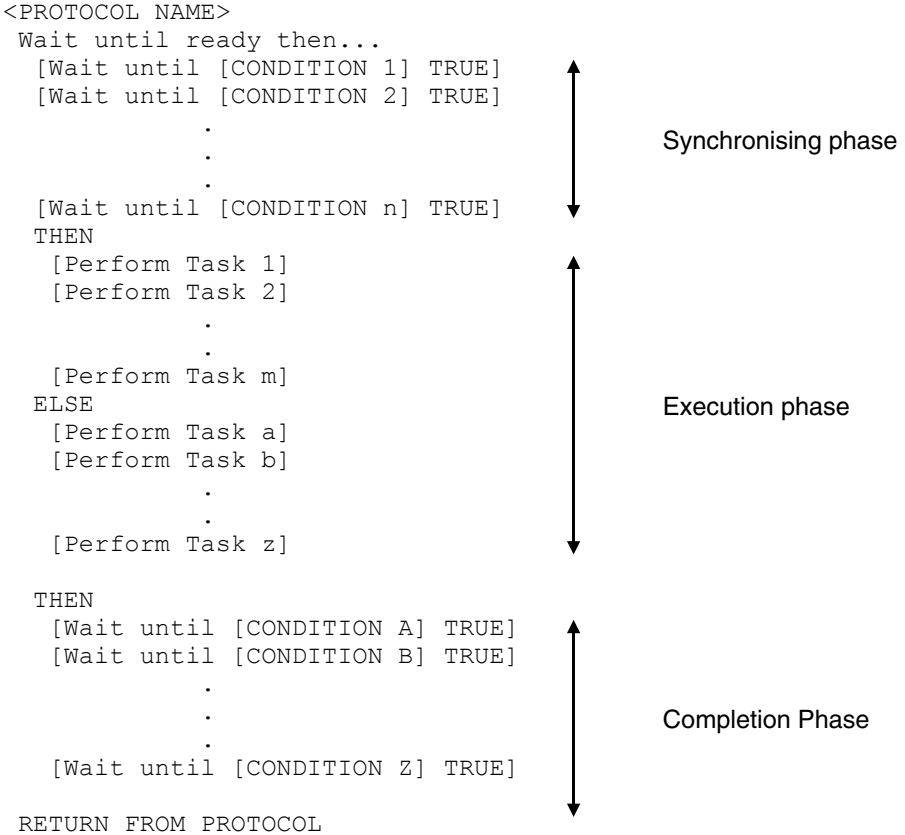 <PROTOCOL NAME>
Wait until ready then...
[Wait until [CONDITION 1] TRUE]
[Wait until [CONDITION 2] TRUE]
.
.
.
Synchronising phase
[Wait until [CONDITION n] TRUE]
THEN
[Perform Task 1]
[Perform Task 2]
.
.
[Perform Task m]
ELSE
Execution phase
[Perform Task a]
[Perform Task b]
.
.
[Perform Task z]
THEN
[Wait until [CONDITION A] TRUE]
[Wait until [CONDITION B] TRUE]
.
.
.
Completion Phase
[Wait until [CONDITION Z] TRUE]
RETURN FROM PROTOCOL